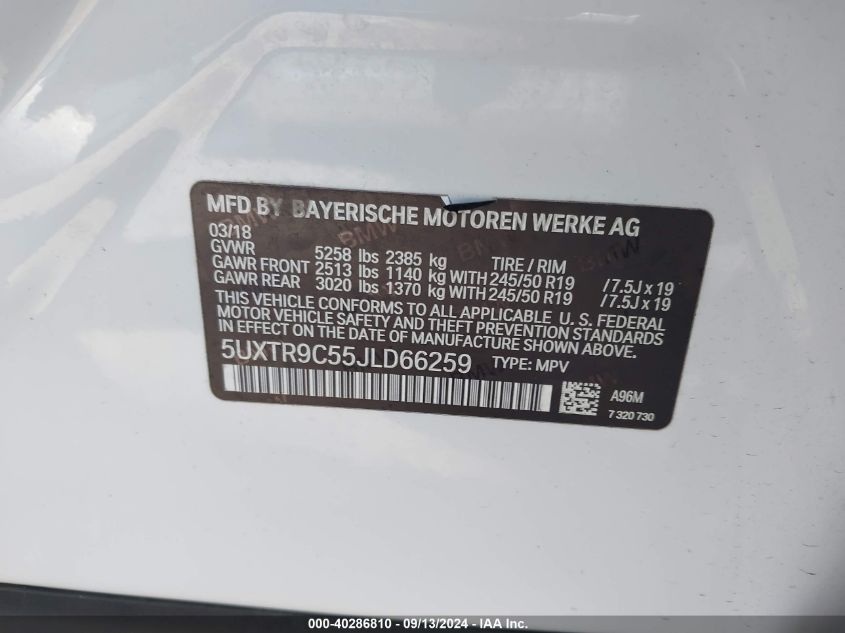 MFD BY BAYERISCHE MOTOREN WERKE AG
03/18
GVWR 5258 lbs 2385 kg TIRE / RIM
GAWR FRONT 2513 lbs 1140 kg WITH 245/50 R19 /7.5J x 19
GAWR REAR 3020 lbs 1370 kg WITH 245/50 R19 /7.5J x 19
THIS VEHICLE CONFORMS TO ALL APPLICABLE U. S. FEDERAL
MOTOR VEHICLE SAFETY AND THEFT PREVENTION STANDARDS
IN EFFECT ON THE DATE OF MANUFACTURE SHOWN ABOVE.
5UXTR9C55JLD66259 TYPE: MPV
A96M
7 320 730
000-40286810 - 09/13/2024 - IAA Inc.